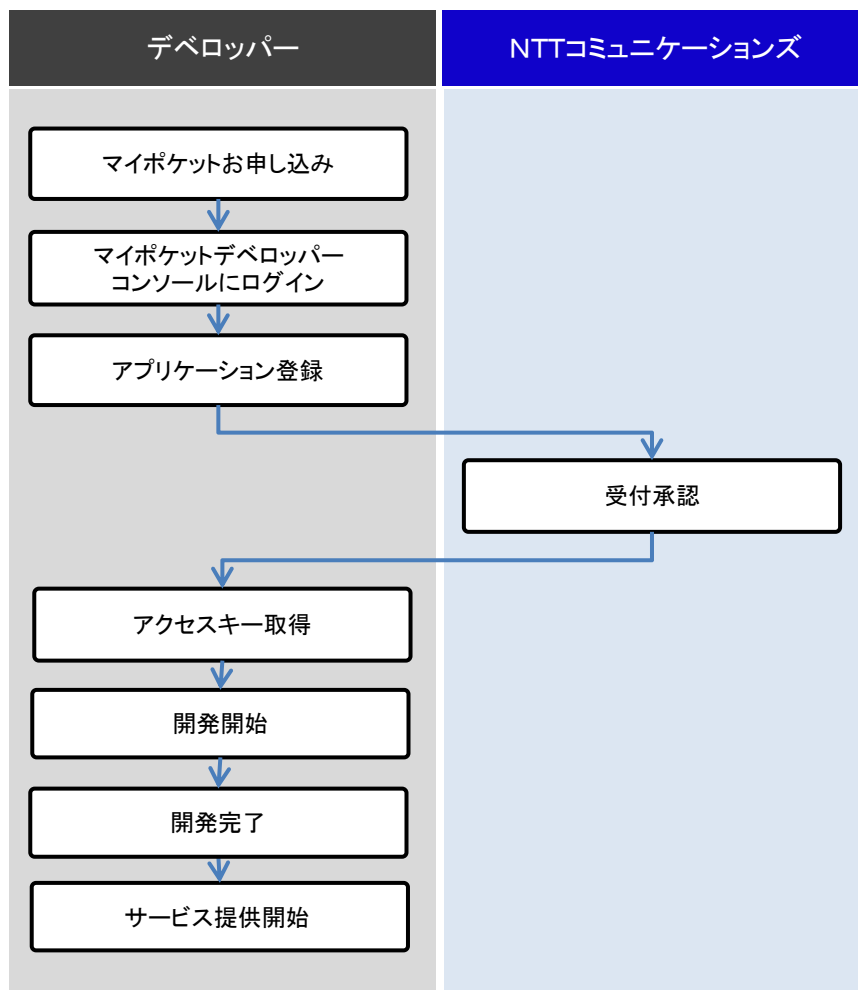 デベロッパー
NTTコミュニケーションズ
マイポケットお申し込み
マイポケットデベロッパー
コンソールにログイン
アプリケーション登録
受付承認
アクセスキー取得
開発開始
開発完了
サービス提供開始